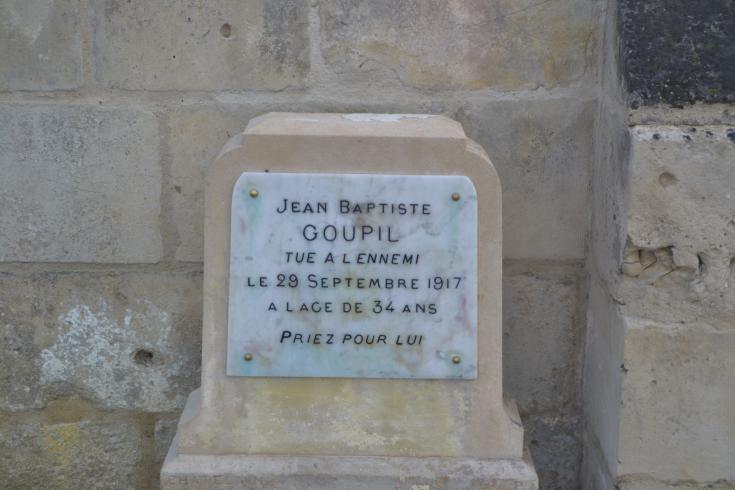 JEAN BAPTISTE
GOUPIL
TUE A L ENNEMI
LE 29 SEPTEMBRE 1917
A L AGE DE 34 ANS
PRIEZ POUR LUI